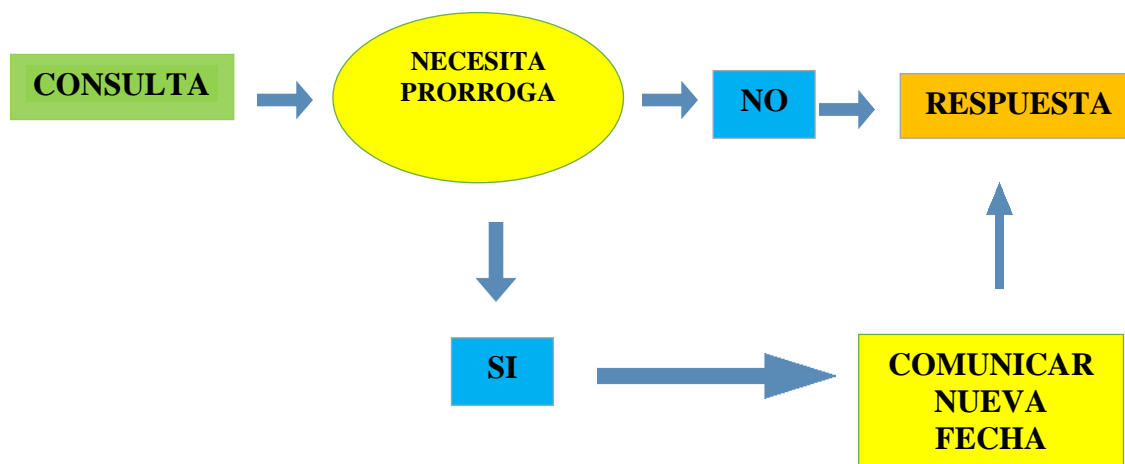 CONSULTA
NECESITA
PRORROGA
NO
RESPUESTA
SI
COMUNICAR
NUEVA
FECHA